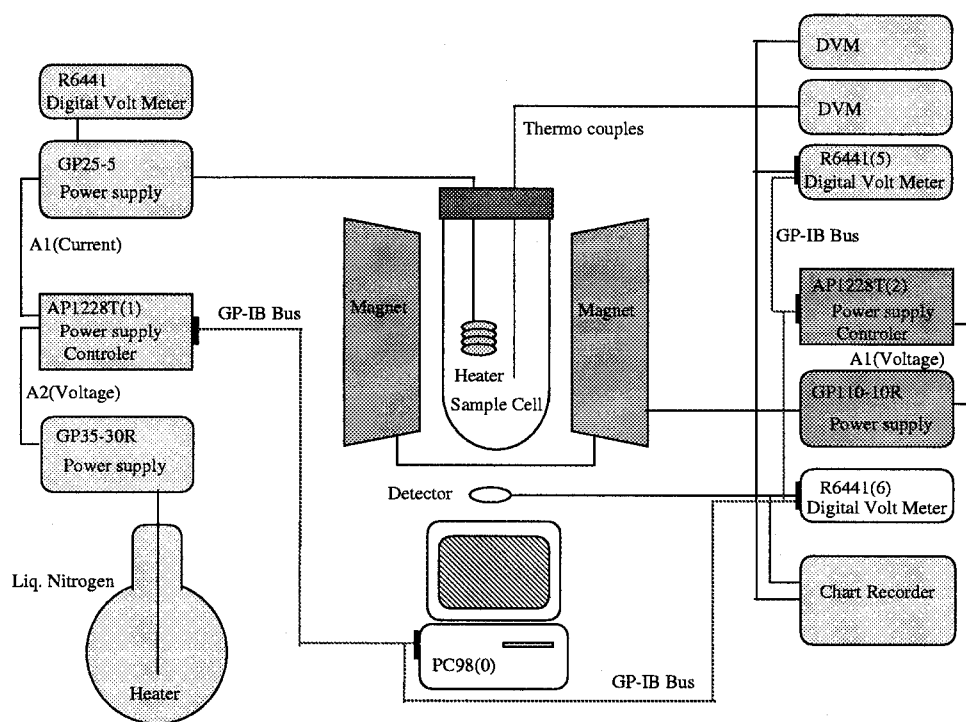 R6441
Digital Volt Meter
GP25-5
Power supply
A1(Current)
AP1228T(1)
Power supply
Controler
A2(Voltage)
GP35-30R
Power supply
Liq. Nitrogen
Heater
GP-IB Bus
Thermo couples
Magnet
Magnet
Heater
Sample Cell
Detector
PC98(0)
GP-IB Bus
DVM
DVM
R6441(5)
Digital Volt Meter
GP-IB Bus
AP1228T(2)
Power supply
Controler
A1(Voltage)
GP110-10R
Power supply
R6441(6)
Digital Volt Meter
Chart Recorder